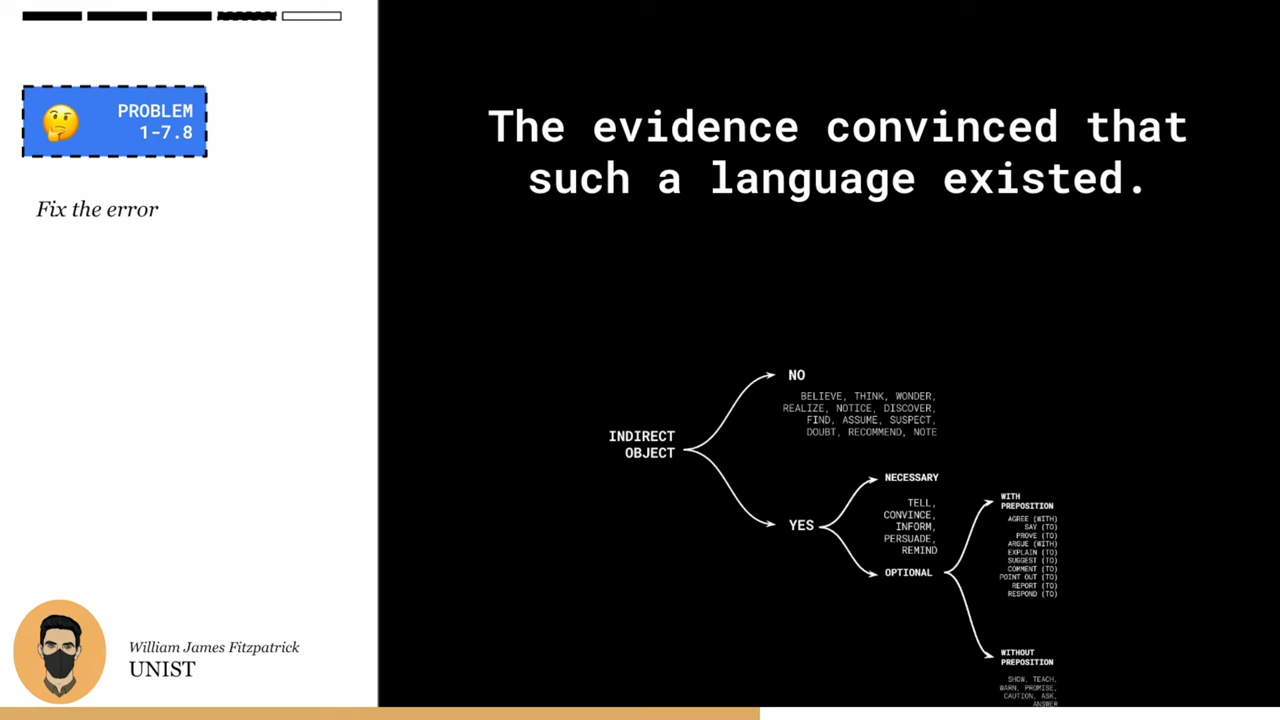 PROBLEM
1-7.8
Fix the error
The evidence convinced that
such a language existed.
INDIRECT
OBJECT
NO
BELIEVE, THINK, WONDER,
REALIZE, NOTICE, DISCOVER,
FIND, ASSUME, SUSPECT,
DOUBT, RECOMMEND, NOTE
YES
NECESSARY
TELL,
CONVINCE,
INFORM,
PERSUADE,
REMIND
OPTIONAL
WITH
PREPOSITION
AGREE (WITH)
SAY (TO)
PROVE (TO)
ARGUE (WITH)
EXPLAIN (TO)
SUGGEST (TO)
COMMENT (TO)
POINT OUT (TO)
REPORT (TO)
RESPOND (TO)
WITHOUT
PREPOSITION
SHOW, TEACH,
WARN, PROMISE,
CAUTION, ASK,
ANSWER
William James Fitzpatrick
UNIST